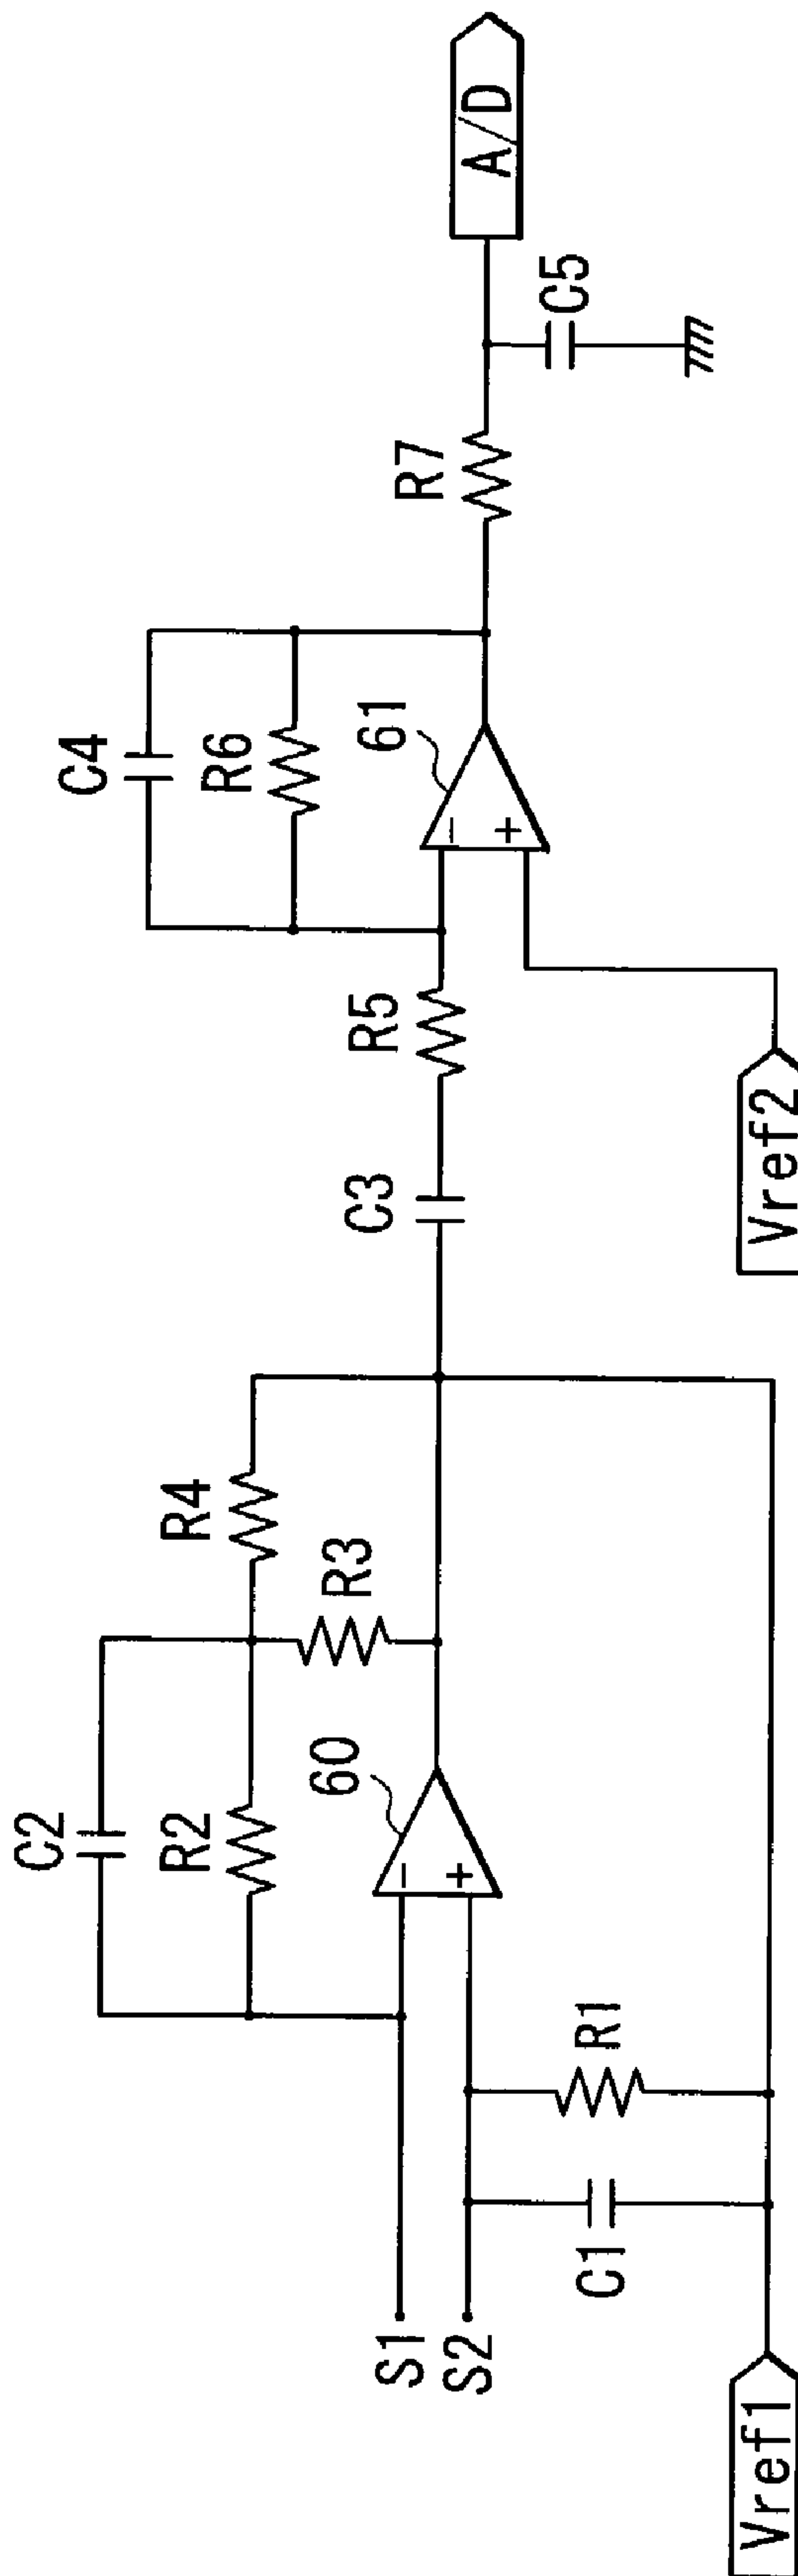 C2
R2
R4
R3
60
S1
S2
C1
R1
Vref1
C3
R5
C4
R6
61
Vref2
R7
C5
A/D